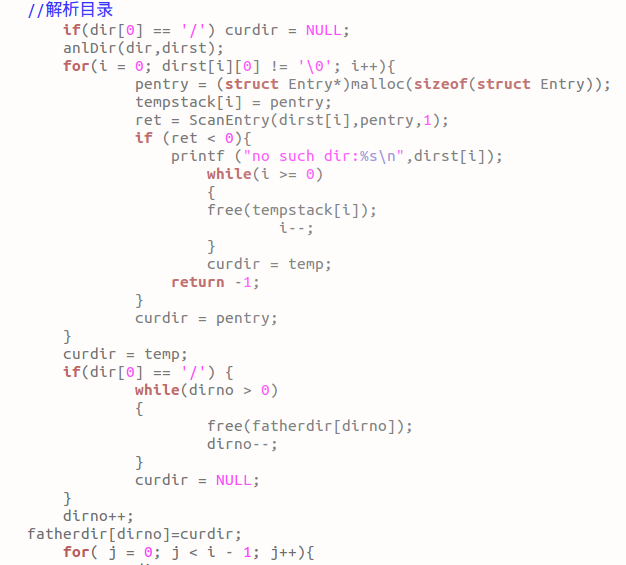 //解析目录
if(dir[0] == '/') curdir = NULL;
anlDir(dir,dirst);
for(i = 0; dirst[i][0] != '\0'; i++){
pentry = (struct Entry*)malloc(sizeof(struct Entry));
tempstack[i] = pentry;
ret = ScanEntry(dirst[i],pentry,1);
if (ret < 0){
printf ("no such dir:%s\n",dirst[i]);
while(i >= 0)
{
free(tempstack[i]);
i--;
}
curdir = temp;
return -1;
}
curdir = pentry;
}
curdir = temp;
if(dir[0] == '/') {
while(dirno > 0)
{
free(fatherdir[dirno]);
dirno--;
}
curdir = NULL;
}
dirno++;
fatherdir[dirno]=curdir;
for( j = 0; j < i - 1; j++){